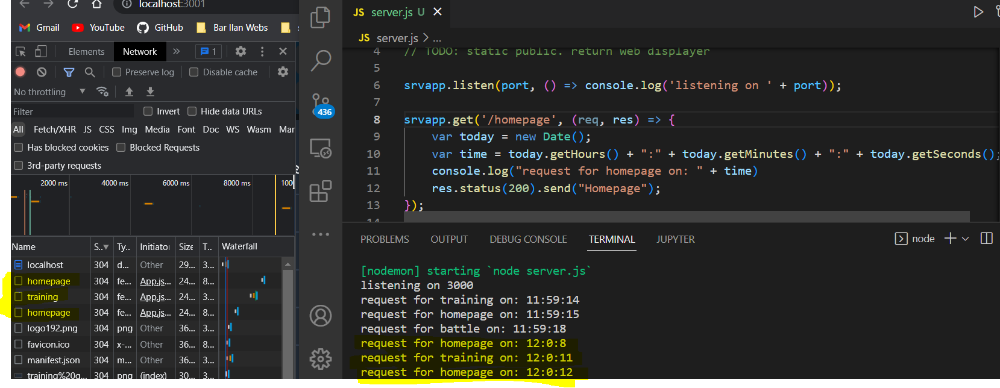 localhost:3001
Gmail YouTube GitHub Bar Ilan Webs
Elements Network 1
Preserve log Disable cache
No throttling
Filter Invert Hide data URLs
All Fetch/XHR JS CSS Img Media Font Doc WS Wasm Mar
Has blocked cookies Blocked Requests
3rd-party requests
2000 ms 4000 ms 6000 ms 8000 ms 100
Name S.. Ty.. Initiator Size T.. Waterfall
localhost 304 d... Other 29... 3...
homepage 304 fe... App.js... 24... 8...
training 304 fe... App.js... 24... 3...
homepage 304 fe... App.js... 24... 8...
logo192.png 304 png Other 36... 3...
favicon.ico 304 x-... Other 36... 8...
manifest.json 304 m... Other 36... 3...
training%20g... 304 png (index) 30... 3...
436
JS server.js U
JS server.js > ...
4 // TODO: static public. return web displayer
5
6 srvapp.listen(port, () => console.log('listening on ' + port));
7
8 srvapp.get('/homepage', (req, res) => {
9 var today = new Date();
10 var time = today.getHours() + ":" + today.getMinutes() + ":" + today.getSeconds();
11 console.log("request for homepage on: " + time)
12 res.status(200).send("Homepage");
13 });
14
PROBLEMS OUTPUT DEBUG CONSOLE TERMINAL JUPYTER node
[nodemon] starting `node server.js`
listening on 3000
request for training on: 11:59:14
request for homepage on: 11:59:15
request for battle on: 11:59:18
request for homepage on: 12:0:8
request for training on: 12:0:11
request for homepage on: 12:0:12